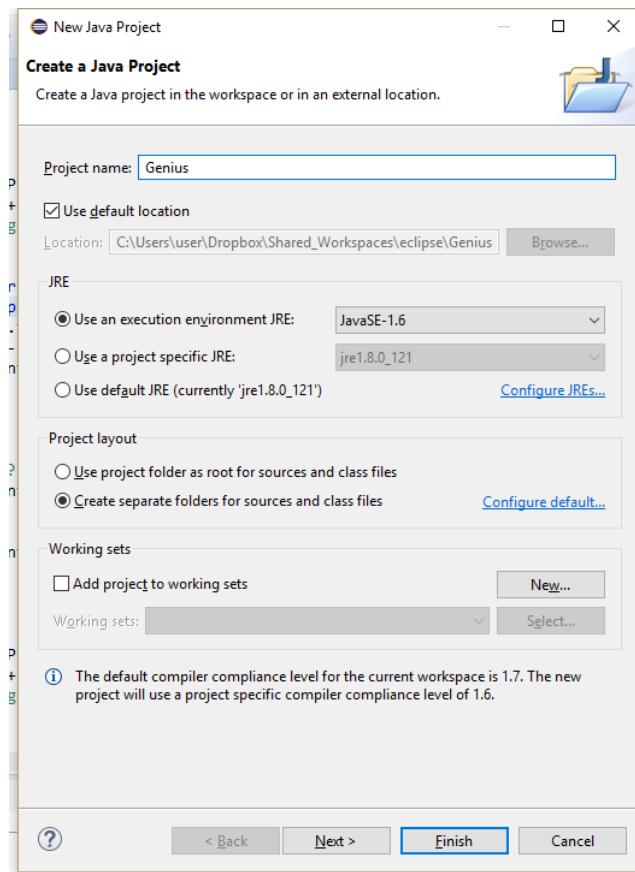 New Java Project
Create a Java Project
Create a Java project in the workspace or in an external location.
Project name: Genius
Use default location
Location: C:\Users\user\Dropbox\Shared_Workspaces\eclipse\Genius Browse...
JRE
Use an execution environment JRE: JavaSE-1.6
Use a project specific JRE: jre1.8.0_121
Use default JRE (currently 'jre1.8.0_121') Configure JREs...
Project layout
Use project folder as root for sources and class files
Create separate folders for sources and class files Configure default...
Working sets
Add project to working sets New...
Working sets: Select...
The default compiler compliance level for the current workspace is 1.7. The new
project will use a project specific compiler compliance level of 1.6.
? < Back Next > Finish Cancel